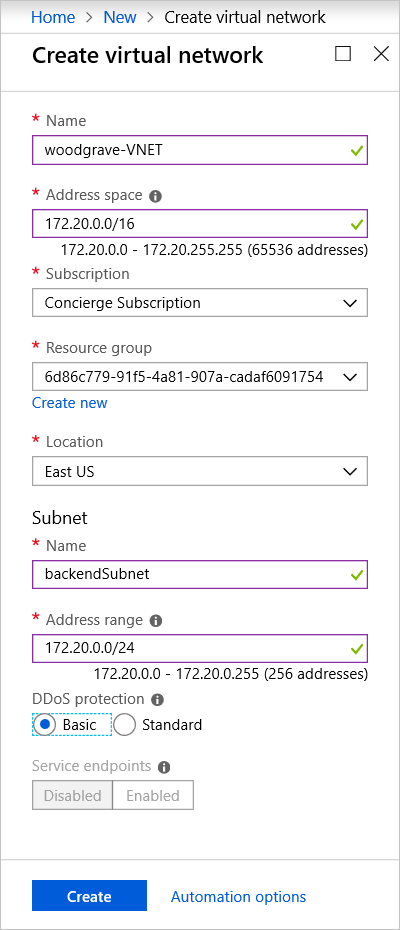 Home > New > Create virtual network
Create virtual network
* Name
woodgrave-VNET
* Address space
172.20.0.0/16
172.20.0.0 - 172.20.255.255 (65536 addresses)
* Subscription
Concierge Subscription
* Resource group
6d86c779-91f5-4a81-907a-cadaf6091754
Create new
* Location
East US
Subnet
* Name
backendSubnet
* Address range
172.20.0.0/24
172.20.0.0 - 172.20.0.255 (256 addresses)
DDoS protection
Basic Standard
Service endpoints
Disabled Enabled
Create Automation options